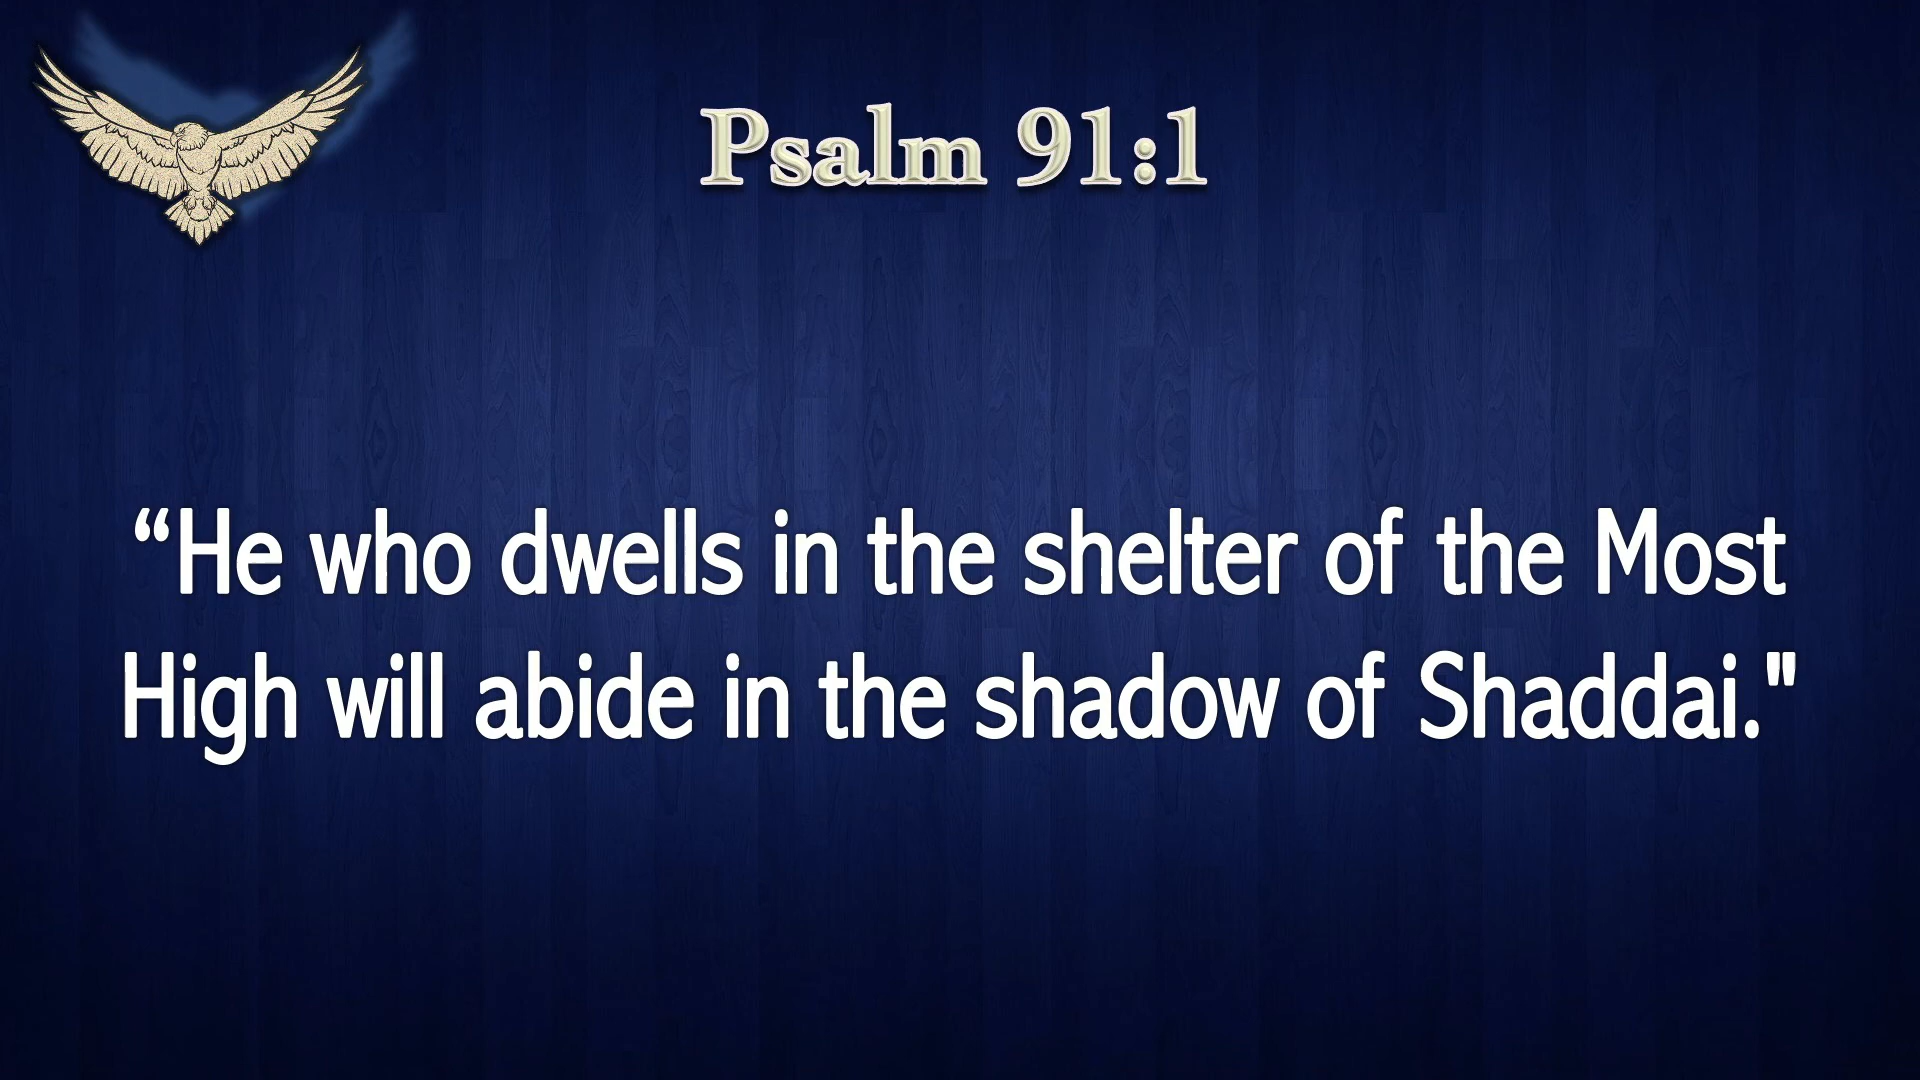 Psalm 91:1
“He who dwells in the shelter of the Most
High will abide in the shadow of Shaddai."